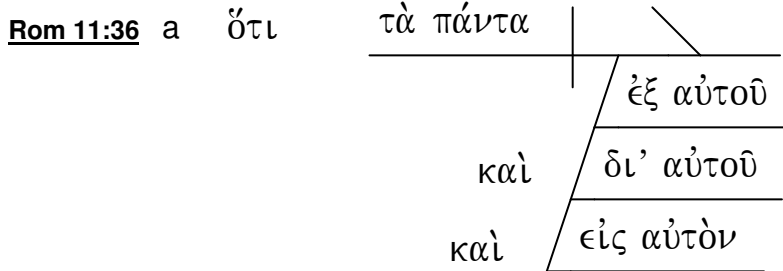 Rom 11:36 a ὅτι τὰ πάντα
ἐξ αὐτοῦ
καὶ δι’ αὐτοῦ
καὶ εἰς αὐτὸν